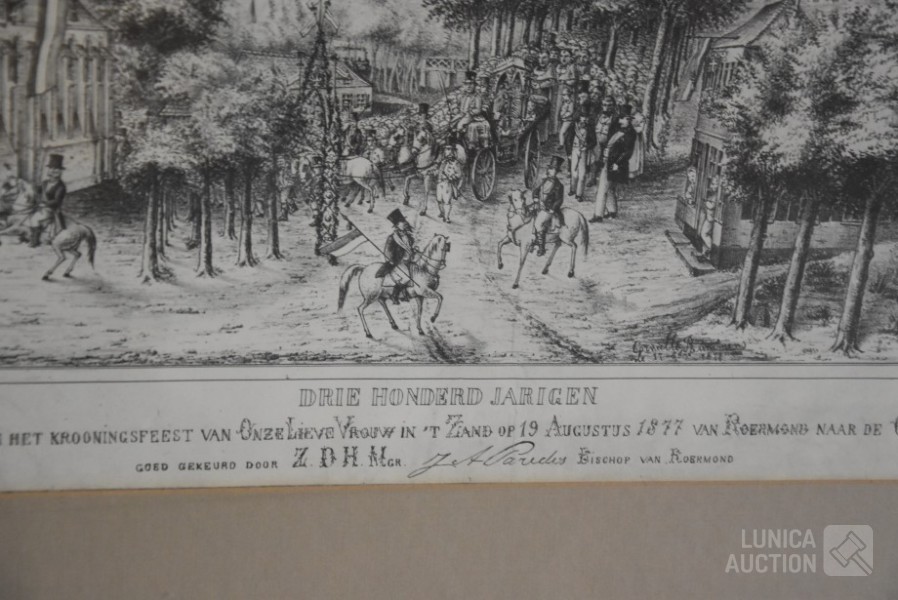 DRIE HONDERD JARIGEN
HET KROONINGSFEEST VAN ONZE LIEVE VROUW IN 'T ZAND OP 19 AUGUSTUS 1877 VAN ROERMOND NAAR DE
GOED GEKEURD DOOR Z. D. H. MGR. J A Paredis BISCHOP VAN ROERMOND
LUNICA
AUCTION